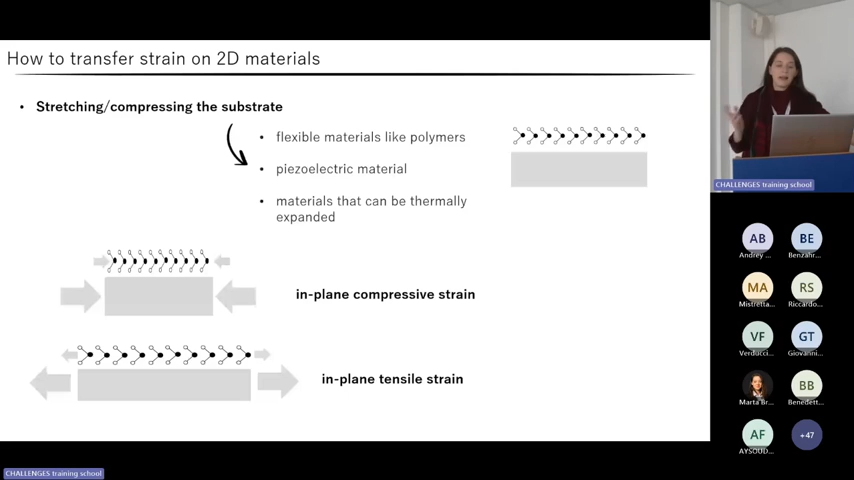 How to transfer strain on 2D materials
• Stretching/compressing the substrate
• flexible materials like polymers
• piezoelectric material
• materials that can be thermally
expanded
in-plane compressive strain
in-plane tensile strain
CHALLENGES training school
AB
Andrey ...
BE
Benzahr...
MA
Mistretta...
RS
Riccardo...
VF
Verducci...
GT
Giovanni...
Marta Br...
BB
Benedett...
AF
AYSOUD...
+47
CHALLENGES training school